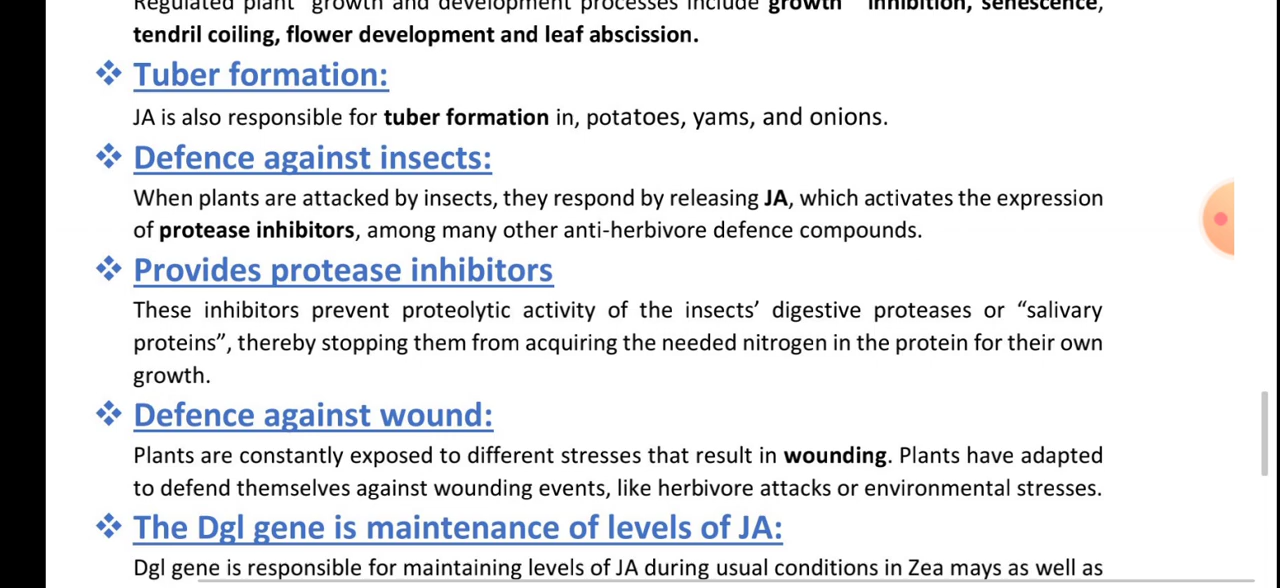 Regulated plant growth and development processes include growth inhibition, senescence,
tendril coiling, flower development and leaf abscission.
❖ Tuber formation:
JA is also responsible for tuber formation in, potatoes, yams, and onions.
❖ Defence against insects:
When plants are attacked by insects, they respond by releasing JA, which activates the expression
of protease inhibitors, among many other anti-herbivore defence compounds.
❖ Provides protease inhibitors
These inhibitors prevent proteolytic activity of the insects’ digestive proteases or “salivary
proteins”, thereby stopping them from acquiring the needed nitrogen in the protein for their own
growth.
❖ Defence against wound:
Plants are constantly exposed to different stresses that result in wounding. Plants have adapted
to defend themselves against wounding events, like herbivore attacks or environmental stresses.
❖ The Dgl gene is maintenance of levels of JA:
Dgl gene is responsible for maintaining levels of JA during usual conditions in Zea mays as well as